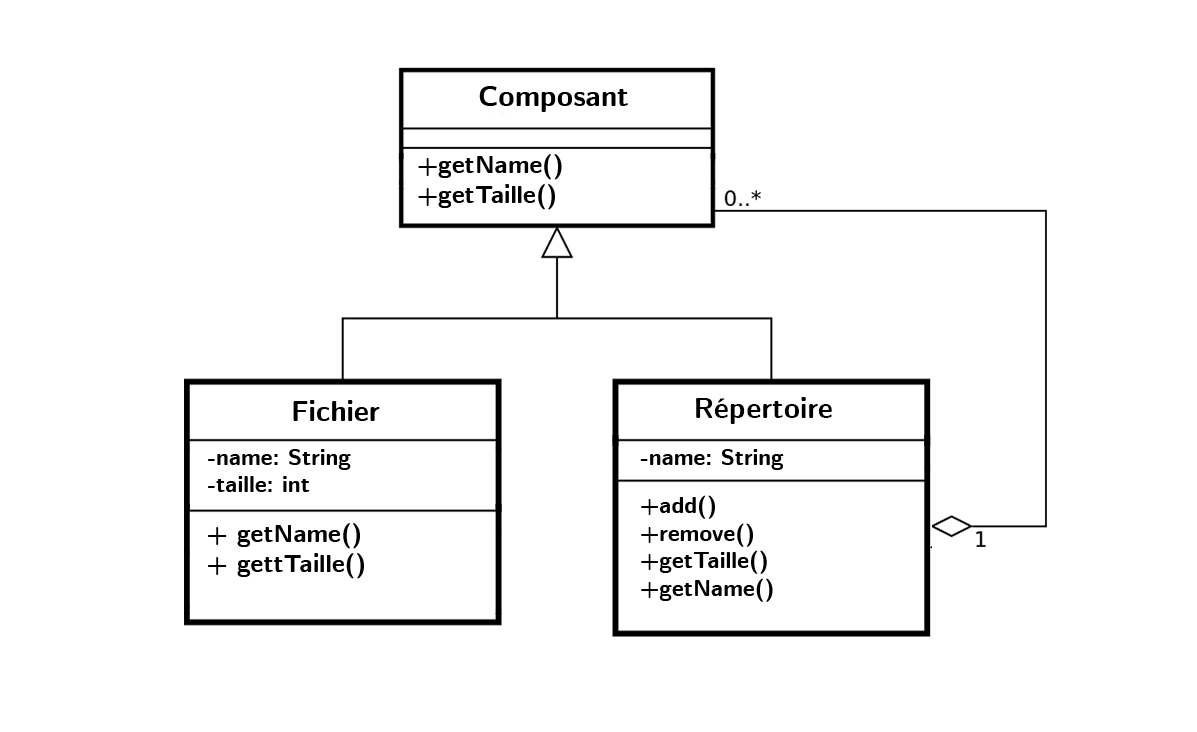 Composant
+getName()
+getTaille()
0..*
Fichier
-name: String
-taille: int
+ getName()
+ gettTaille()
Répertoire
-name: String
+add()
+remove()
+getTaille()
+getName()
1